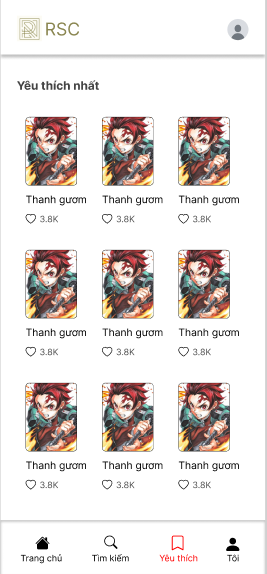 RSC
Yêu thích nhất
Thanh gươm Thanh gươm Thanh gươm
3.8K 3.8K 3.8K
Thanh gươm Thanh gươm Thanh gươm
3.8K 3.8K 3.8K
Thanh gươm Thanh gươm Thanh gươm
3.8K 3.8K 3.8K
Trang chủ Tìm kiếm Yêu thích Tôi